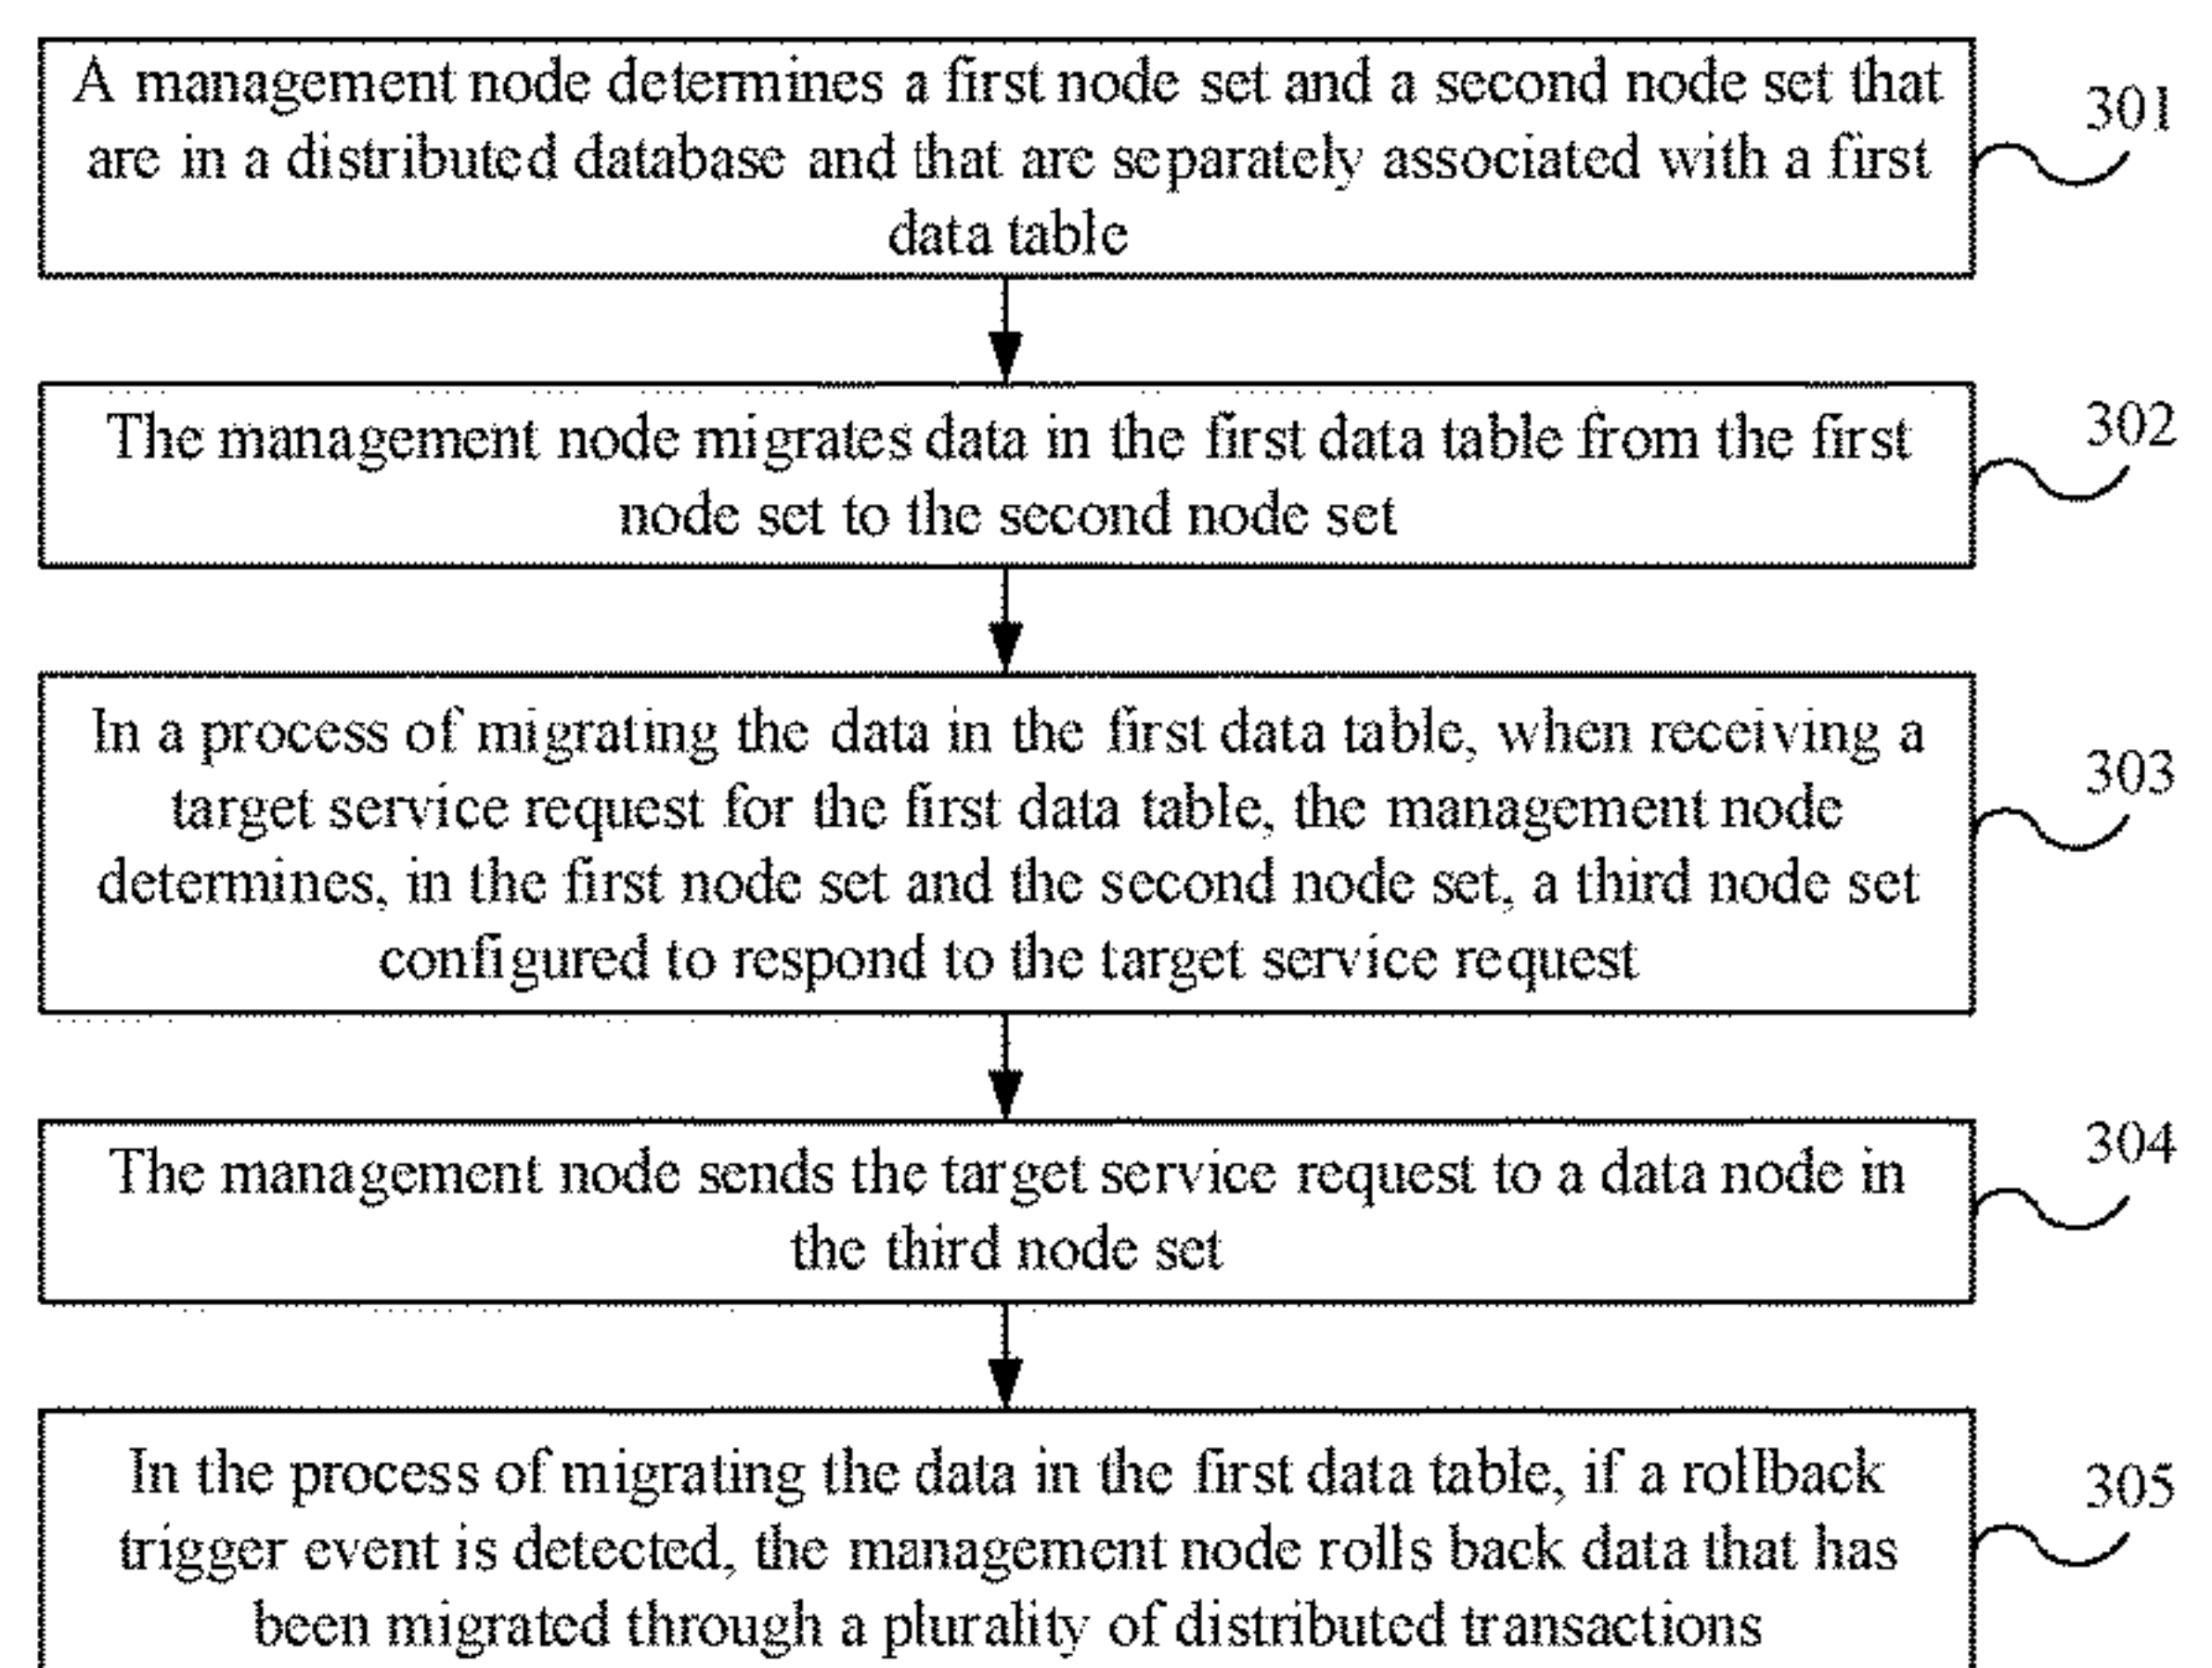 A management node determines a first node set and a second node set that
are in a distributed database and that are separately associated with a first
data table
301
The management node migrates data in the first data table from the first
node set to the second node set
302
In a process of migrating the data in the first data table, when receiving a
target service request for the first data table, the management node
determines, in the first node set and the second node set, a third node set
configured to respond to the target service request
303
The management node sends the target service request to a data node in
the third node set
304
In the process of migrating the data in the first data table, if a rollback
trigger event is detected, the management node rolls back data that has
been migrated through a plurality of distributed transactions
305